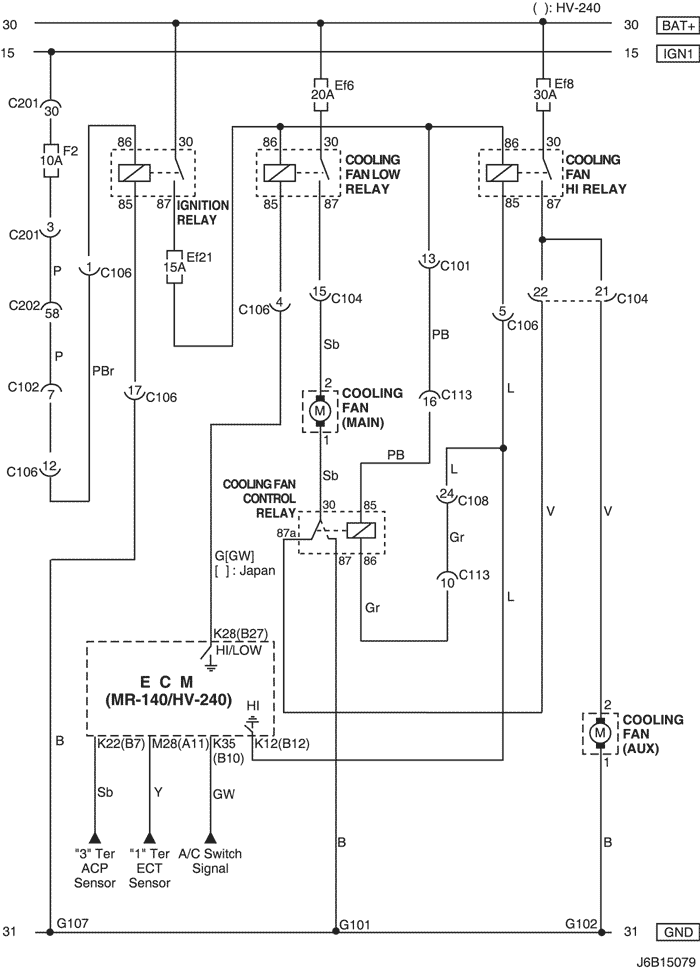 ( ): HV-240
30
30
BAT+
15
15
IGN1
Ef6
20A
Ef8
30A
C201
30
F2
10A
86
30
86
30
86
30
COOLING
FAN LOW
RELAY
COOLING
FAN
HI RELAY
85
87
IGNITION
RELAY
85
87
85
87
3
C201
Ef21
15A
13
C101
P
1
C106
4
C106
15
C104
5
C106
22
21
C104
C202
58
PB
Sb
P
PBr
C102
7
17
C106
2
COOLING
FAN
(MAIN)
M
1
16
C113
L
12
C106
PB
Sb
L
24
C108
COOLING FAN
CONTROL
RELAY
30
85
87a
87
86
V
V
Gr
G[GW]
[ ] : Japan
10
C113
Gr
L
K28(B27)
HI/LOW
E C M
(MR-140/HV-240)
HI
2
COOLING
FAN
(AUX)
M
1
B
K22(B7)
M28(A11)
K35
(B10)
K12(B12)
Sb
Y
GW
B
B
"3" Ter
ACP
Sensor
"1" Ter
ECT
Sensor
A/C Switch
Signal
31
G107
G101
G102
31
GND
J6B15079